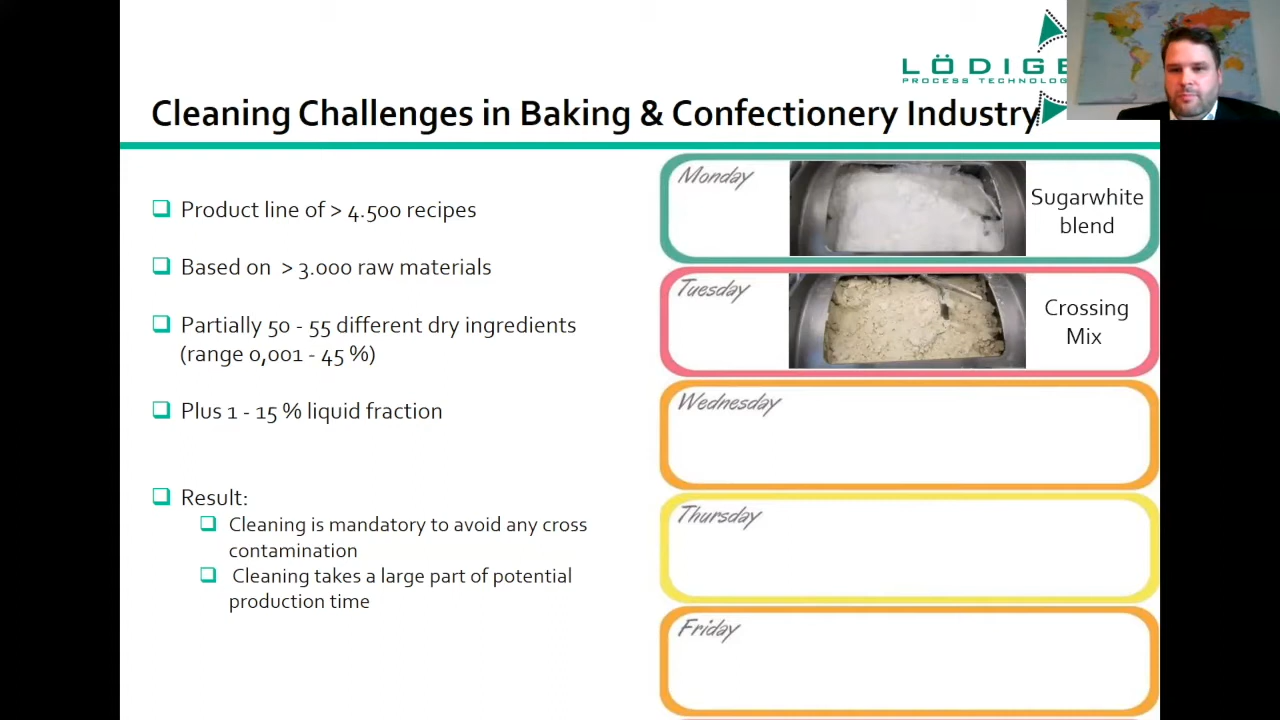 LÖDIGE
PROCESS TECHNOLOG
Cleaning Challenges in Baking & Confectionery Industry
Product line of > 4.500 recipes
Based on > 3.000 raw materials
Partially 50 - 55 different dry ingredients
(range 0,001 - 45 %)
Plus 1 - 15 % liquid fraction
Result:
Cleaning is mandatory to avoid any cross
contamination
Cleaning takes a large part of potential
production time
Monday
Sugarwhite
blend
Tuesday
Crossing
Mix
Wednesday
Thursday
Friday